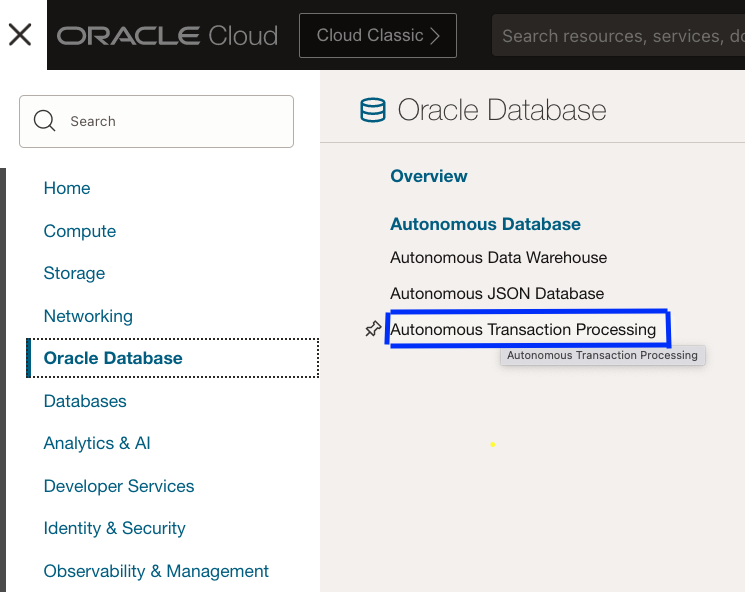 ORACLE Cloud
Cloud Classic
Search resources, services,
Search
Home
Compute
Storage
Networking
Oracle Database
Databases
Analytics & AI
Developer Services
Identity & Security
Observability & Management
Oracle Database
Overview
Autonomous Database
Autonomous Data Warehouse
Autonomous JSON Database
Autonomous Transaction Processing
Autonomous Transaction Processing